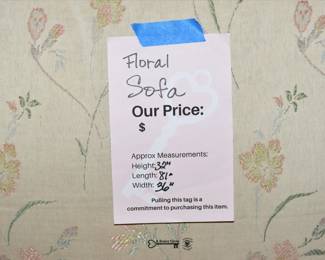 Floral
Sofa
Our Price:
$
Approx Measurements:
Height: 32"
Length: 81"
Width: 36"
Pulling this tag is a
commitment to purchasing this item.